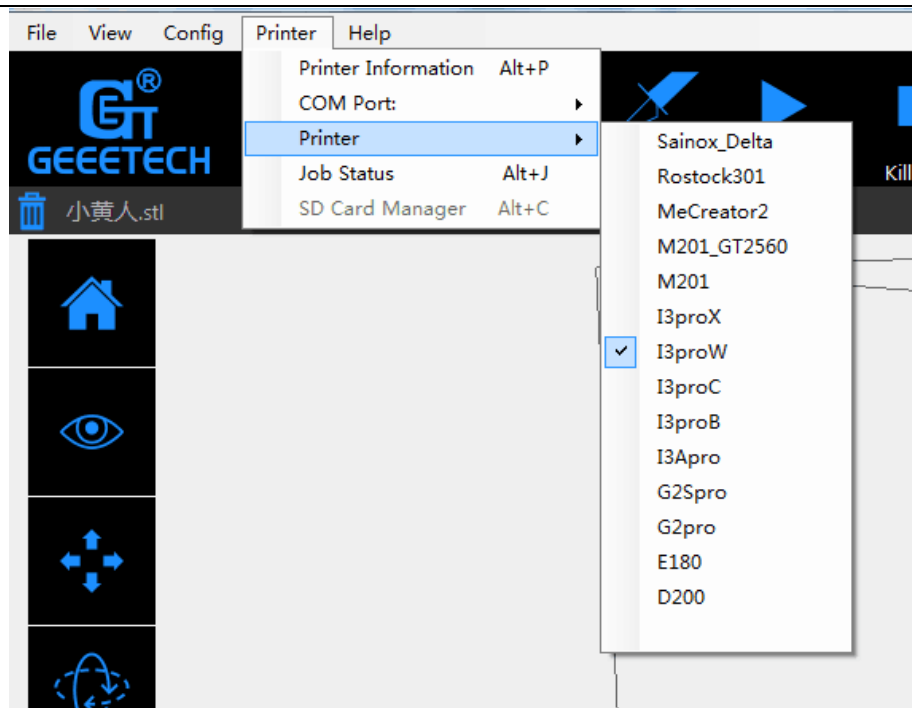 File View Config Printer Help
GEEETECH
®
Printer Information Alt+P
COM Port:
Printer
Job Status Alt+J
SD Card Manager Alt+C
Kill
小黄人.stl
Sainox_Delta
Rostock301
MeCreator2
M201_GT2560
M201
I3proX
I3proW
I3proC
I3proB
I3Apro
G2Spro
G2pro
E180
D200